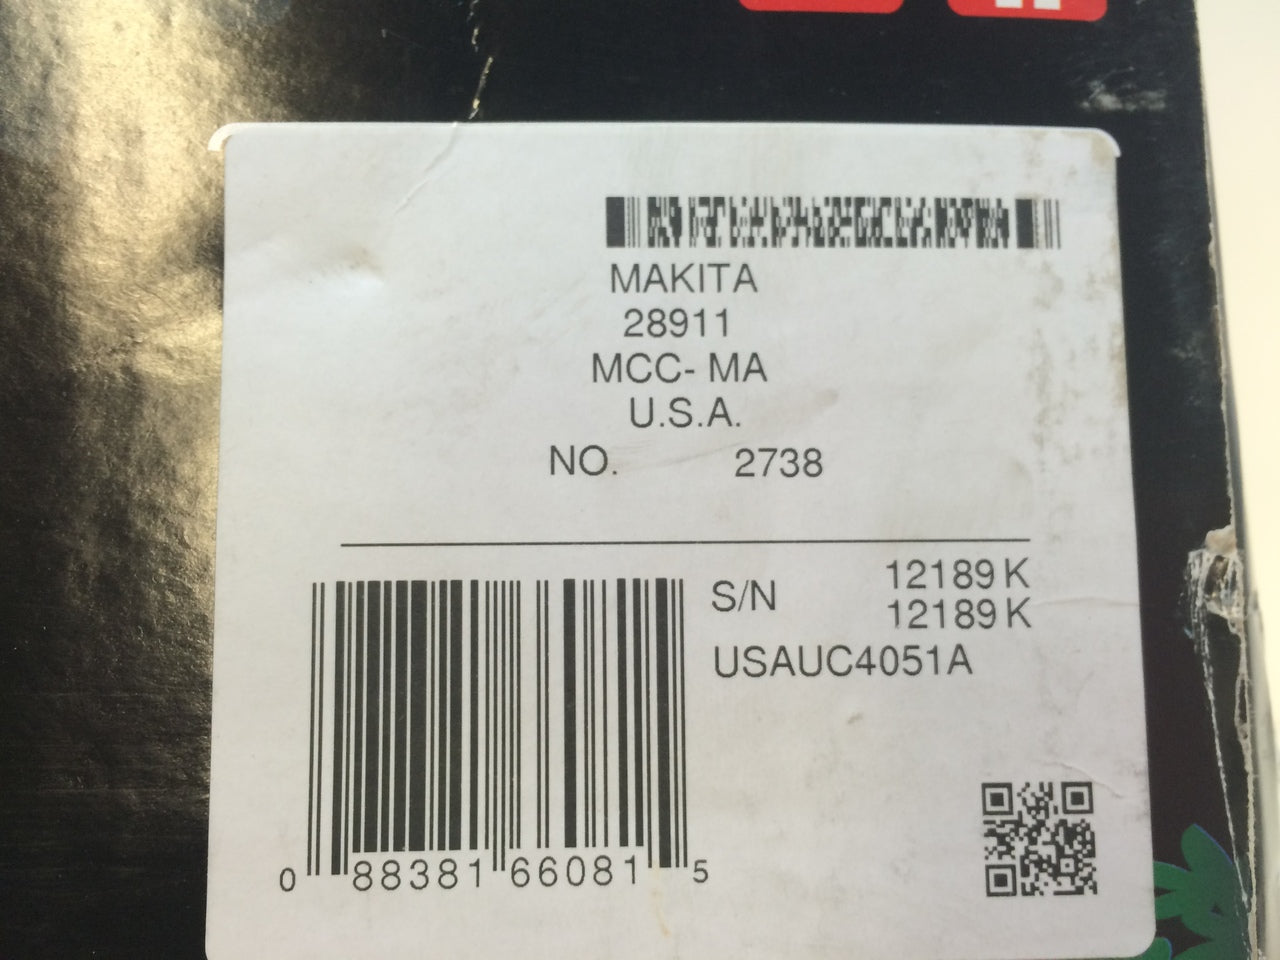 MAKITA
28911
MCC- MA
U.S.A.
NO. 2738
S/N 12189 K
12189 K
USAUC4051A
0 88381 66081 5